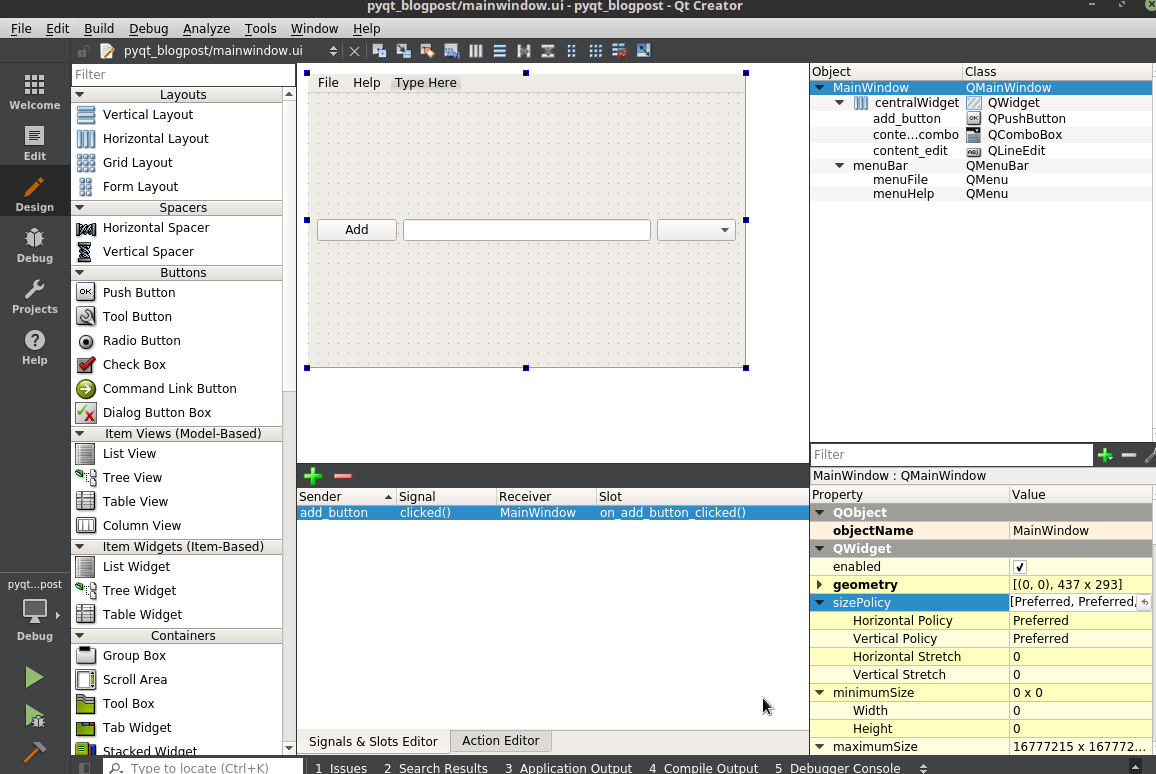 pyqt_blogpost/mainwindow.ui - pyqt_blogpost - Qt Creator
File Edit Build Debug Analyze Tools Window Help
pyqt_blogpost/mainwindow.ui
Welcome
Edit
Design
Debug
Projects
Help
pyqt...post
Debug
Filter
Layouts
Vertical Layout
Horizontal Layout
Grid Layout
Form Layout
Spacers
Horizontal Spacer
Vertical Spacer
Buttons
OK Push Button
Tool Button
Radio Button
Check Box
Command Link Button
Dialog Button Box
Item Views (Model-Based)
List View
Tree View
Table View
Column View
Item Widgets (Item-Based)
List Widget
Tree Widget
Table Widget
Containers
Group Box
Scroll Area
Tool Box
Tab Widget
Stacked Widget
File Help Type Here
Add
Sender Signal Receiver Slot
add_button clicked() MainWindow on_add_button_clicked()
Signals & Slots Editor Action Editor
Object Class
MainWindow QMainWindow
centralWidget QWidget
add_button OK QPushButton
conte...combo QComboBox
content_edit QLineEdit
menuBar QMenuBar
menuFile QMenu
menuHelp QMenu
Filter
MainWindow : QMainWindow
Property Value
QObject
objectName MainWindow
QWidget
enabled
geometry [(0, 0), 437 x 293]
sizePolicy [Preferred, Preferred,
Horizontal Policy Preferred
Vertical Policy Preferred
Horizontal Stretch 0
Vertical Stretch 0
minimumSize 0 x 0
Width 0
Height 0
maximumSize 16777215 x 167772...
Type to locate (Ctrl+K) 1 Issues 2 Search Results 3 Application Output 4 Compile Output 5 Debugger Console